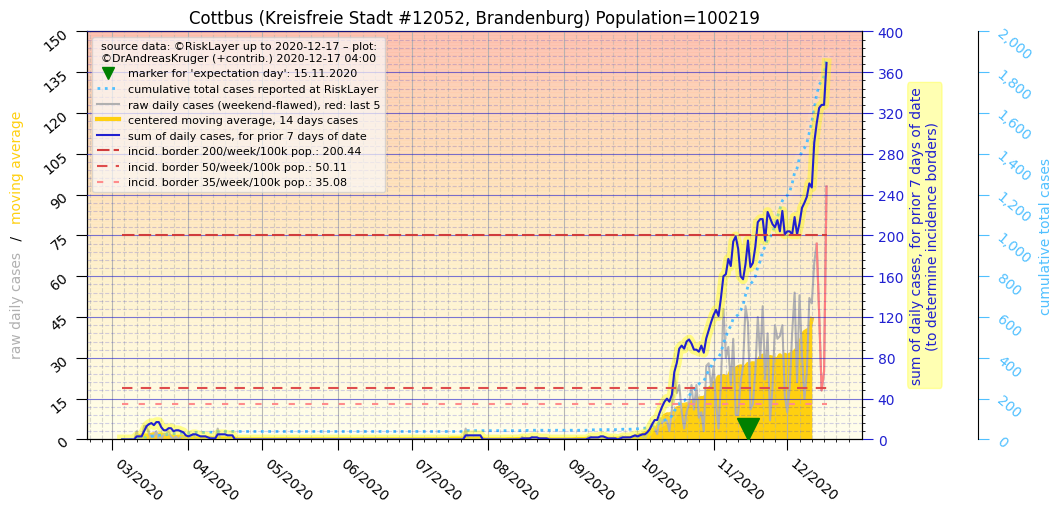 Cottbus (Kreisfreie Stadt #12052, Brandenburg) Population=100219
source data: ©RiskLayer up to 2020-12-17 – plot:
©DrAndreasKruger (+contrib.) 2020-12-17 04:00
marker for 'expectation day': 15.11.2020
cumulative total cases reported at RiskLayer
raw daily cases (weekend-flawed), red: last 5
centered moving average, 14 days cases
sum of daily cases, for prior 7 days of date
incid. border 200/week/100k pop.: 200.44
incid. border 50/week/100k pop.: 50.11
incid. border 35/week/100k pop.: 35.08
raw daily cases / moving average
150
135
120
105
90
75
60
45
30
15
0
400
360
320
280
240
200
160
120
80
40
0
sum of daily cases, for prior 7 days of date
(to determine incidence borders)
2,000
1,800
1,600
1,400
1,200
1,000
800
600
400
200
0
cumulative total cases
03/2020
04/2020
05/2020
06/2020
07/2020
08/2020
09/2020
10/2020
11/2020
12/2020